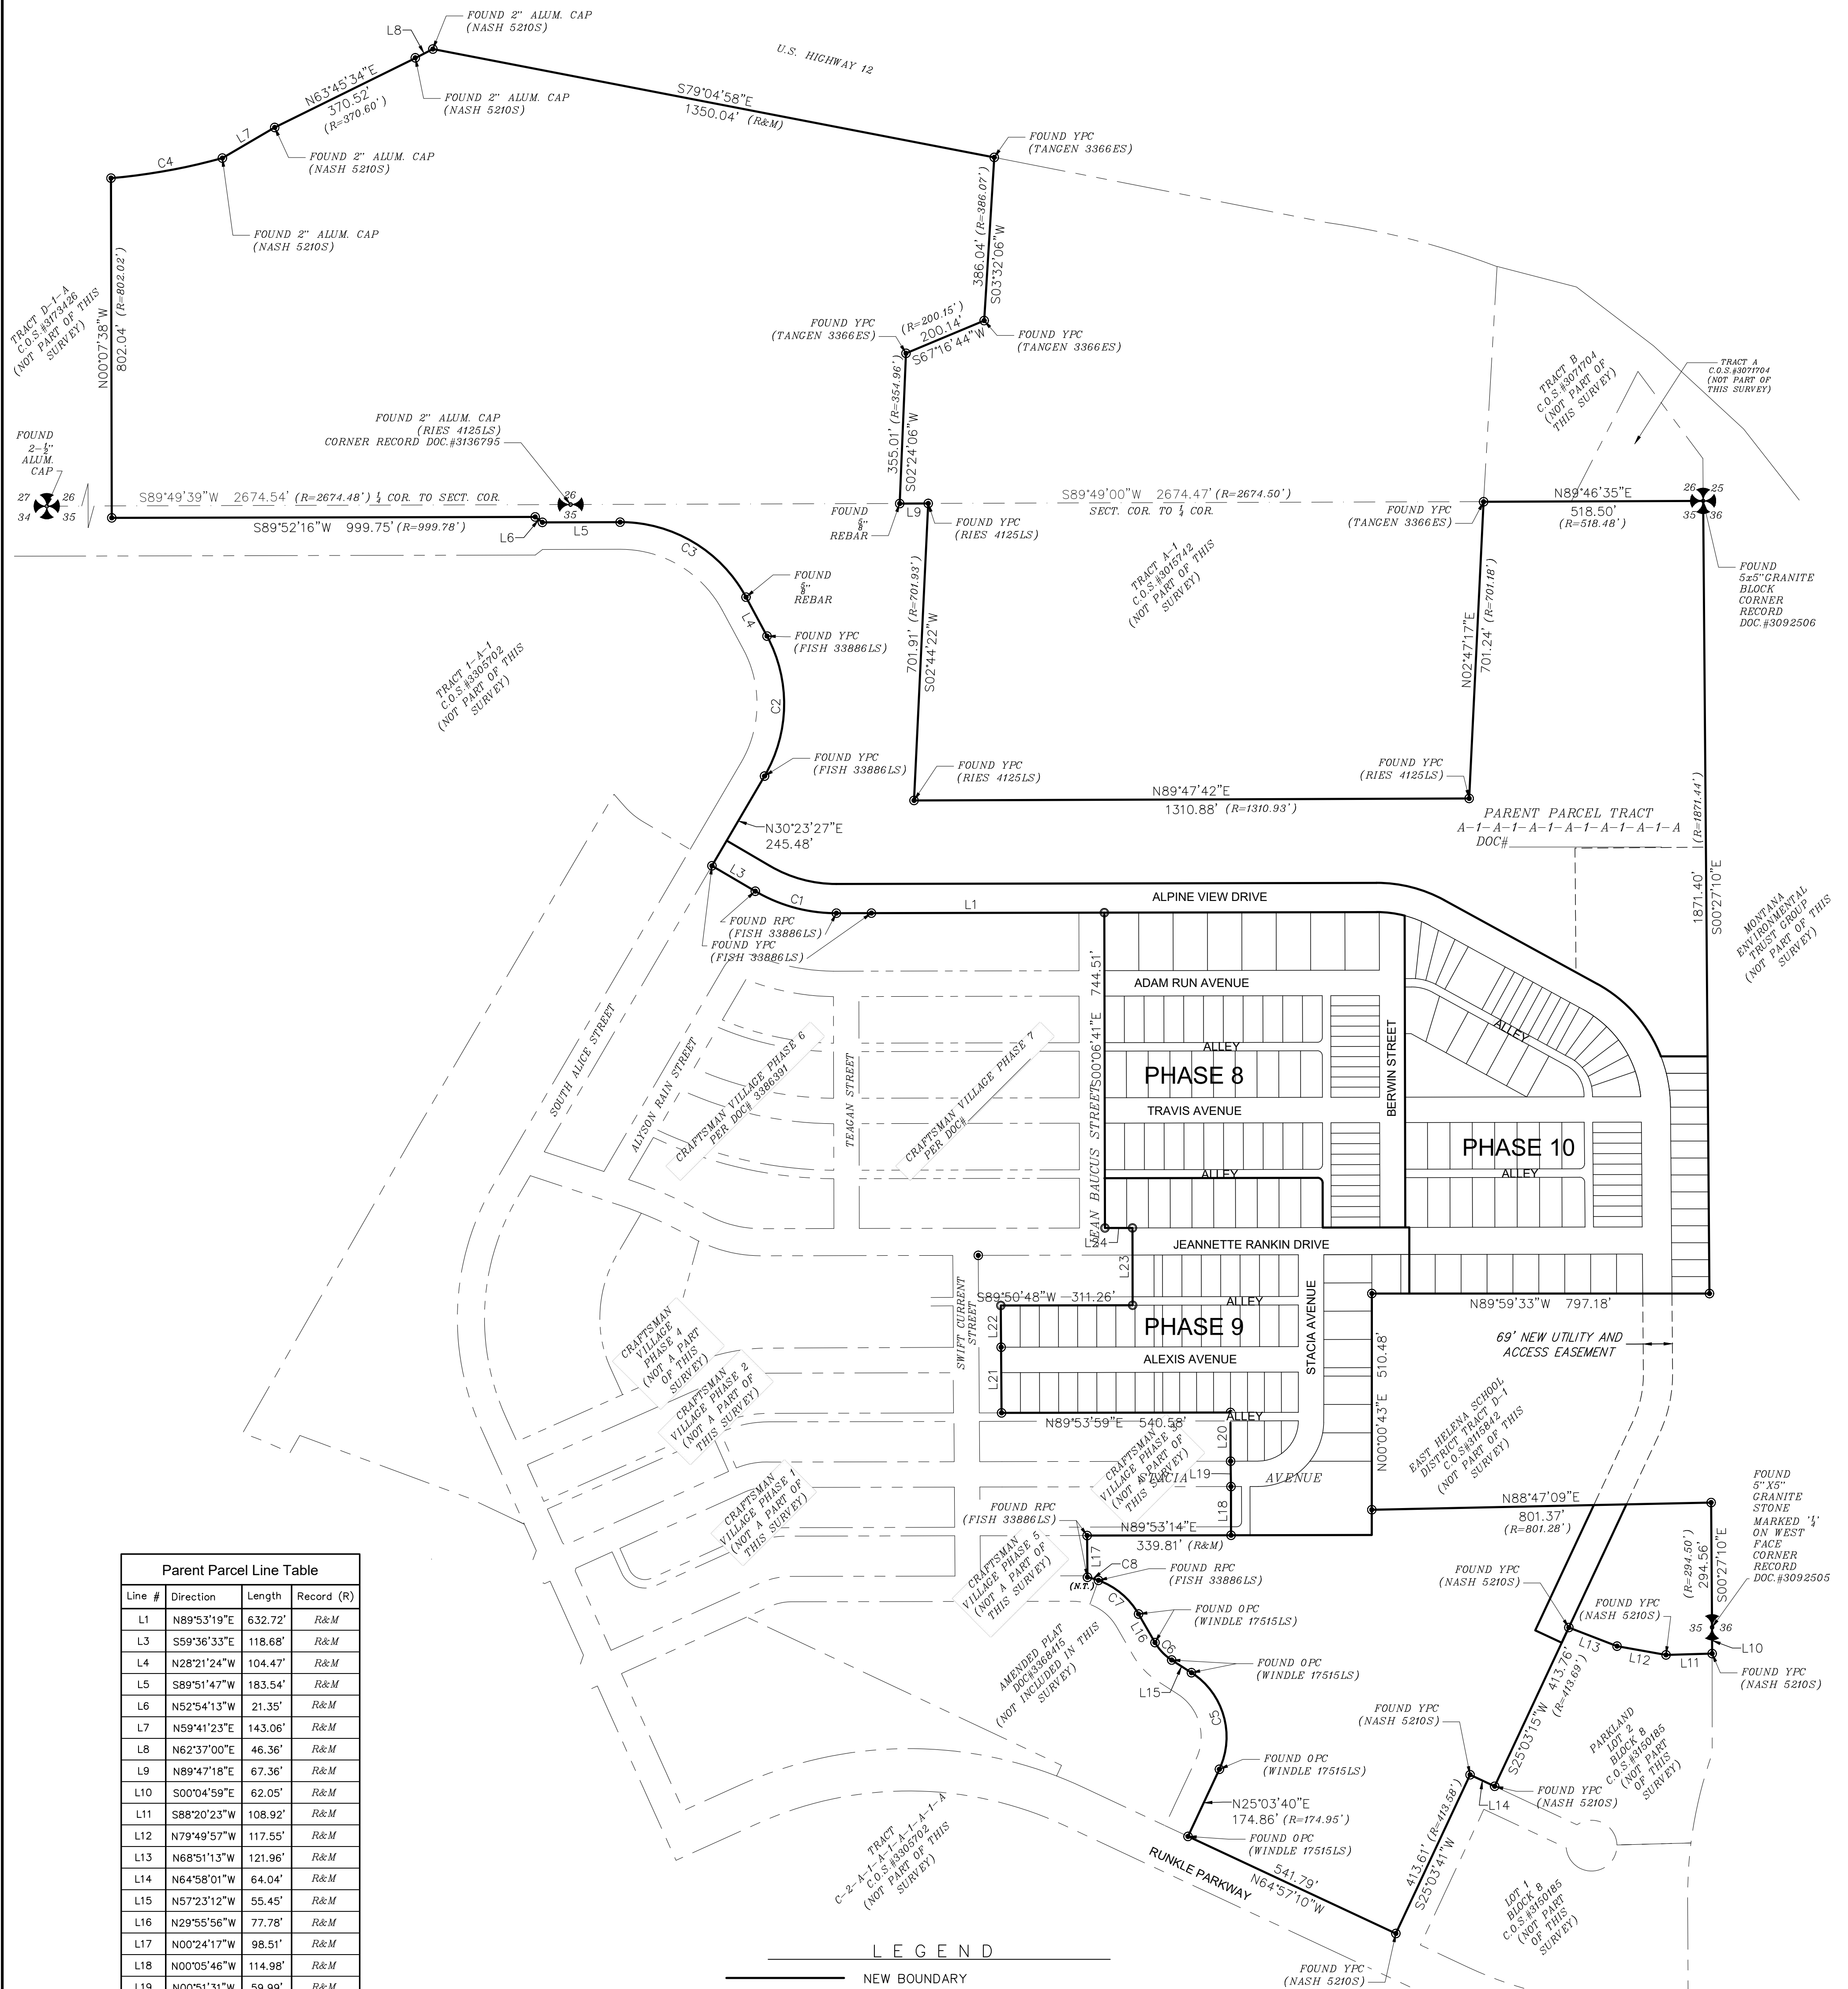 FOUND 2" ALUM. CAP
(NASH 5210S)
L8
U.S. HIGHWAY 12
N63°45'34"E
370.52'
(R=370.60')
FOUND 2" ALUM. CAP
(NASH 5210S)
S79°04'58"E
1350.04' (R&M)
L7
FOUND 2" ALUM. CAP
(NASH 5210S)
C4
FOUND YPC
(TANGEN 3366ES)
FOUND 2" ALUM. CAP
(NASH 5210S)
TRACT D-1-A
C.O.S.#3173426
(NOT PART OF THIS
SURVEY)
N00°07'38"W
802.04' (R=802.02')
386.04' (R=386.07')
S03°32'06"W
FOUND YPC
(TANGEN 3366ES)
(R=200.15')
200.14'
S67°16'44"W
FOUND YPC
(TANGEN 3366ES)
355.01' (R=354.96')
S02°24'06"W
TRACT B
C.O.S.#3071704
(NOT PART OF
THIS SURVEY)
TRACT A
C.O.S.#3071704
(NOT PART OF
THIS SURVEY)
FOUND
2-½"
ALUM.
CAP
27 26
34 35
FOUND 2" ALUM. CAP
(RIES 4125LS)
CORNER RECORD DOC.#3136795
26
35
S89°49'39"W 2674.54' (R=2674.48') ¼ COR. TO SECT. COR.
S89°52'16"W 999.75' (R=999.78')
L6
L5
C3
FOUND
⅝"
REBAR
L9
FOUND YPC
(RIES 4125LS)
S89°49'00"W 2674.47' (R=2674.50')
SECT. COR. TO ¼ COR.
FOUND YPC
(TANGEN 3366ES)
N89°46'35"E
518.50'
(R=518.48')
26 25
35 36
FOUND
5x5"GRANITE
BLOCK
CORNER
RECORD
DOC.#3092506
FOUND
⅝"
REBAR
L4
FOUND YPC
(FISH 33886LS)
TRACT 1-A-1
C.O.S.#3305702
(NOT PART OF THIS
SURVEY)
C2
FOUND YPC
(FISH 33886LS)
701.91' (R=701.93')
S02°44'22"W
TRACT A-1
C.O.S.#3015742
(NOT PART OF THIS
SURVEY)
N02°47'17"E
701.24' (R=701.18')
FOUND YPC
(RIES 4125LS)
FOUND YPC
(RIES 4125LS)
N89°47'42"E
1310.88' (R=1310.93')
PARENT PARCEL TRACT
A-1-A-1-A-1-A-1-A-1-A-1-A
DOC#
1871.40' (R=1871.44')
S00°27'10"E
MONTANA
ENVIRONMENTAL
TRUST GROUP
(NOT PART OF THIS
SURVEY)
N30°23'27"E
245.48'
L3
C1
L1
FOUND RPC
(FISH 33886LS)
FOUND YPC
(FISH 33886LS)
ALPINE VIEW DRIVE
ADAM RUN AVENUE
ALLEY
PHASE 8
TRAVIS AVENUE
ALLEY
BERWIN STREET
ALLEY
PHASE 10
ALLEY
JEAN BAUCUS STREET
S00°06'41"E 744.51'
SOUTH ALICE STREET
ALYSON RAIN STREET
CRAFTSMAN VILLAGE PHASE 6
PER DOC# 3386391
TEAGAN STREET
CRAFTSMAN VILLAGE PHASE 7
PER DOC#
L24
JEANNETTE RANKIN DRIVE
L23
S89°50'48"W 311.26'
ALLEY
PHASE 9
L22
ALEXIS AVENUE
L21
N89°53'59"E 540.58'
ALLEY
SWIFT CURRENT
STREET
STACIA AVENUE
N00°00'43"E 510.48'
N89°59'33"W 797.18'
69' NEW UTILITY AND
ACCESS EASEMENT
EAST HELENA SCHOOL
DISTRICT TRACT D-1
C.O.S#3115842
(NOT PART OF THIS
SURVEY)
CRAFTSMAN
VILLAGE
PHASE 4
(NOT A PART
OF THIS
SURVEY)
CRAFTSMAN
VILLAGE PHASE 2
(NOT A PART OF
THIS SURVEY)
CRAFTSMAN
VILLAGE PHASE 1
(NOT A PART OF
THIS SURVEY)
CRAFTSMAN
VILLAGE PHASE 3
(NOT A PART OF
THIS SURVEY)
L20
L19
L18
AVENUE
FOUND RPC
(FISH 33886LS)
N89°53'14"E
339.81' (R&M)
CRAFTSMAN
VILLAGE PHASE 5
(NOT A PART OF
THIS SURVEY)
L17
(N.T.)
C8
FOUND RPC
(FISH 33886LS)
C7
FOUND OPC
(WINDLE 17515LS)
L16
C6
FOUND OPC
(WINDLE 17515LS)
L15
C5
AMENDED PLAT
DOC#3368415
(NOT INCLUDED IN THIS
SURVEY)
N88°47'09"E
801.37'
(R=801.28')
(R=294.50')
294.56'
S00°27'10"E
FOUND
5"X5"
GRANITE
STONE
MARKED '¼'
ON WEST
FACE
CORNER
RECORD
DOC.#3092505
FOUND YPC
(NASH 5210S)
FOUND YPC
(NASH 5210S)
35 36
L13
L12
L11
L10
FOUND YPC
(NASH 5210S)
S25°03'15"W 413.76'
(R=413.69')
FOUND YPC
(NASH 5210S)
FOUND YPC
(NASH 5210S)
L14
PARKLAND
LOT 2
BLOCK 8
C.O.S.#3150185
(NOT PART
OF THIS
SURVEY)
FOUND OPC
(WINDLE 17515LS)
N25°03'40"E
174.86' (R=174.95')
FOUND OPC
(WINDLE 17515LS)
RUNKLE PARKWAY
541.79'
N64°57'10"W
413.61' (R=413.58')
S25°03'41"W
LOT 1
BLOCK 8
C.O.S.#3150185
(NOT PART
OF THIS
SURVEY)
FOUND YPC
(NASH 5210S)
TRACT
C-2-A-1-A-1-A-1-A-1-A
C.O.S.#3305702
(NOT PART OF THIS
SURVEY)
Parent Parcel Line Table
Line # Direction Length Record (R)
L1 N89°53'19"E 632.72' R&M
L3 S59°36'33"E 118.68' R&M
L4 N28°21'24"W 104.47' R&M
L5 S89°51'47"W 183.54' R&M
L6 N52°54'13"W 21.35' R&M
L7 N59°41'23"E 143.06' R&M
L8 N62°37'00"E 46.36' R&M
L9 N89°47'18"E 67.36' R&M
L10 S00°04'59"E 62.05' R&M
L11 S88°20'23"W 108.92' R&M
L12 N79°49'57"W 117.55' R&M
L13 N68°51'13"W 121.96' R&M
L14 N64°58'01"W 64.04' R&M
L15 N57°23'12"W 55.45' R&M
L16 N29°55'56"W 77.78' R&M
L17 N00°24'17"W 98.51' R&M
L18 N00°05'46"W 114.98' R&M
L19 N00°51'31"W 59.99' R&M
LEGEND
NEW BOUNDARY